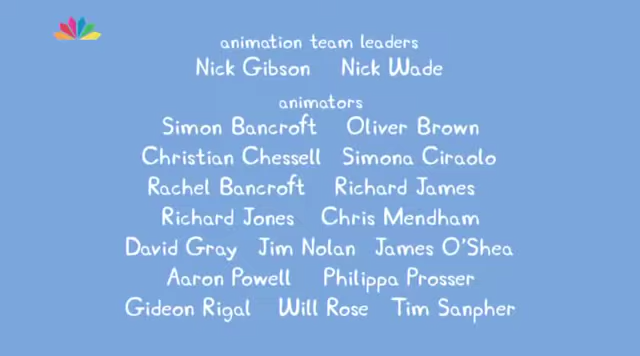 animation team leaders
Nick Gibson Nick Wade
animators
Simon Bancroft Oliver Brown
Christian Chessell Simona Ciraolo
Rachel Bancroft Richard James
Richard Jones Chris Mendham
David Gray Jim Nolan James O'Shea
Aaron Powell Philippa Prosser
Gideon Rigal Will Rose Tim Sanpher